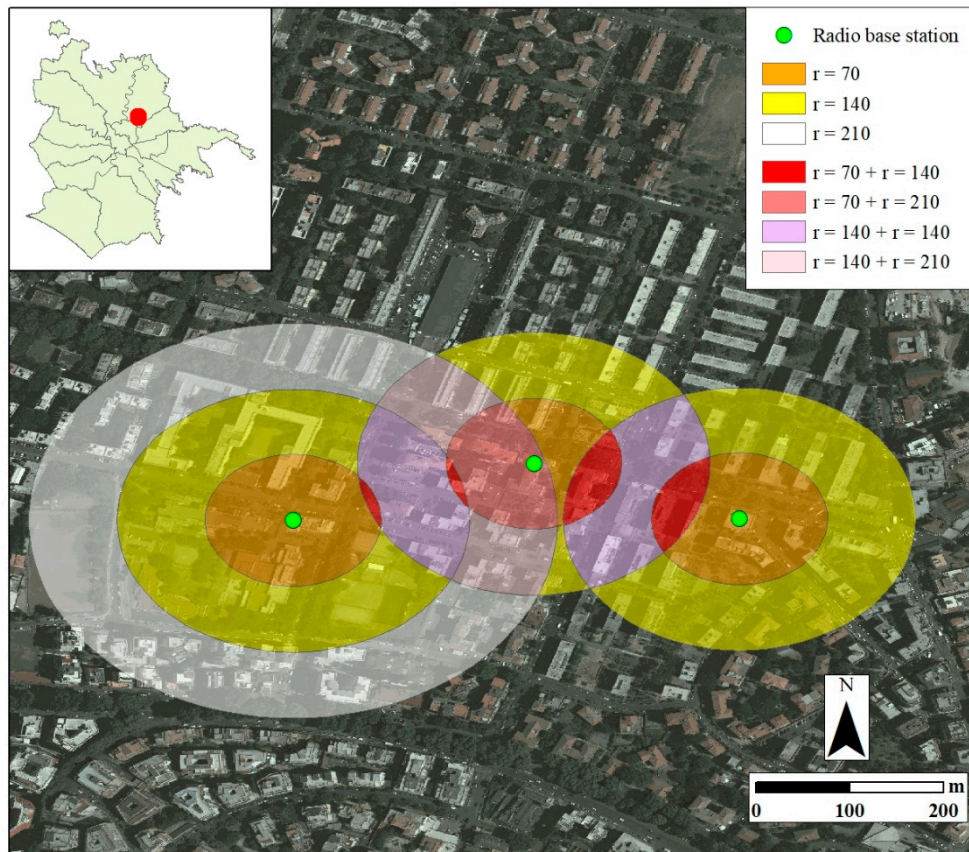 Radio base station
r = 70
r = 140
r = 210
r = 70 + r = 140
r = 70 + r = 210
r = 140 + r = 140
r = 140 + r = 210
N
m
0 100 200